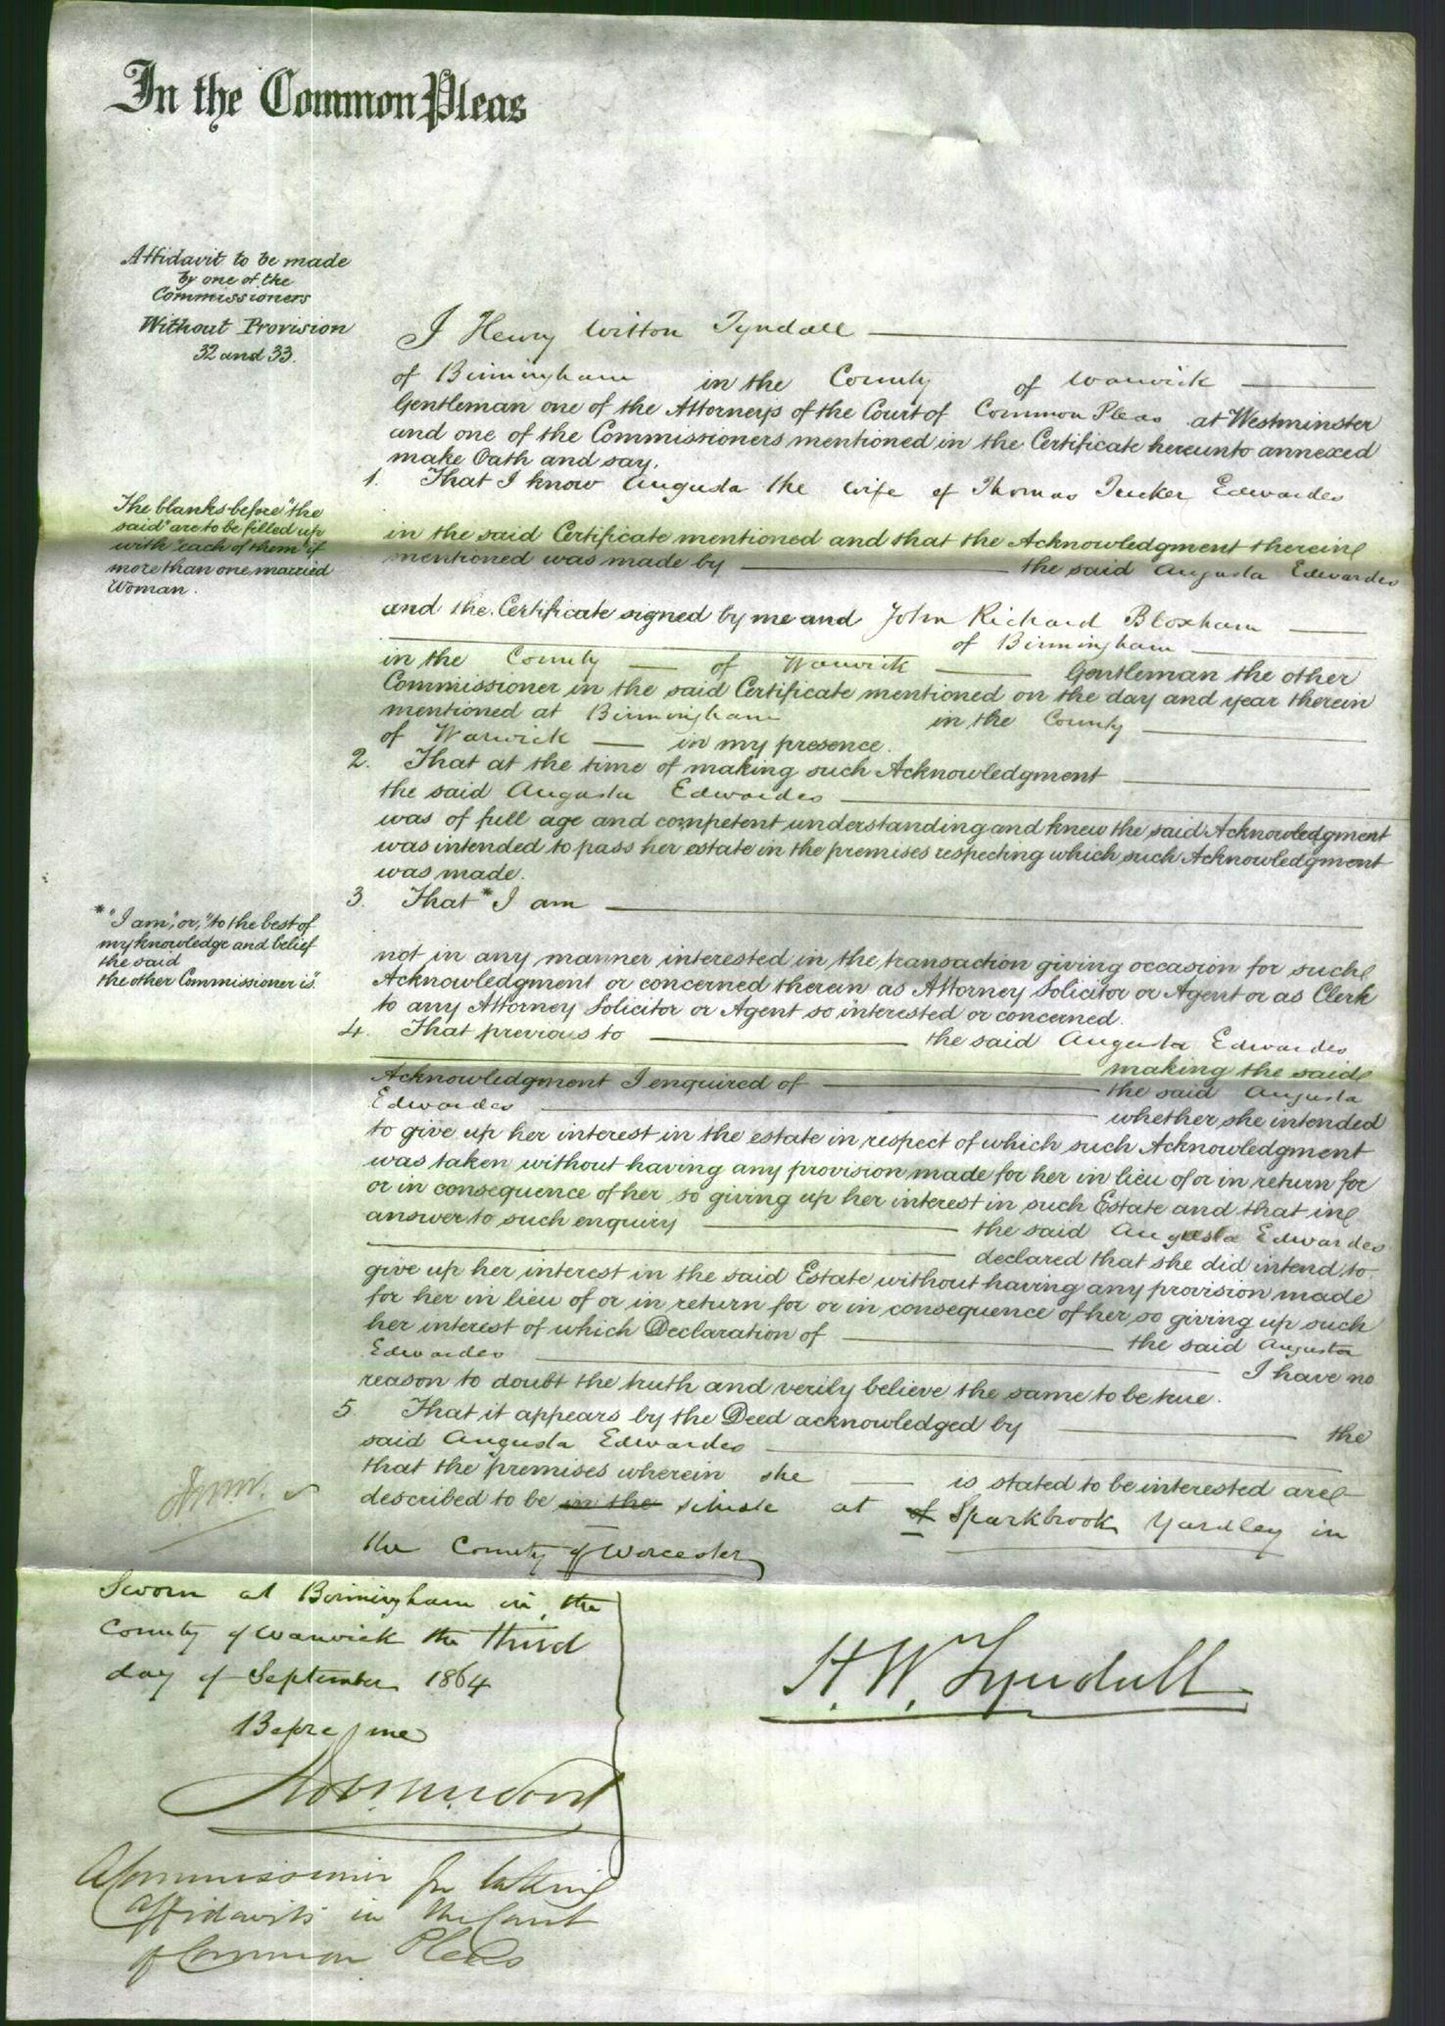 In the Common Pleas
Affidavit to be made
by one of the
Commissioners
Without Provision
32 and 33.
I Henry Witton Tyndall
of Birmingham in the County of Warwick
Gentleman one of the Attorneys of the Court of Common Pleas at Westminster
and one of the Commissioners mentioned in the Certificate hereunto annexed
make Oath and say.
1. That I know Augusta the wife of Thomas Tucker Edwardes
The blanks before "the
said" are to be filled up
with "each of them" if
more than one married
Woman.
in the said Certificate mentioned and that the Acknowledgment therein
mentioned was made by the said Augusta Edwardes
and the Certificate signed by me and John Richard Bloxham
of Birmingham
in the County of Warwick Gentleman the other
Commissioner in the said Certificate mentioned on the day and year therein
mentioned at Birmingham in the County
of Warwick in my presence.
2. That at the time of making such Acknowledgment
the said Augusta Edwardes
was of full age and competent understanding and knew the said Acknowledgment
was intended to pass her estate in the premises respecting which such Acknowledgment
was made.
3. That * I am
* "I am", or, "to the best of
my knowledge and belief
the said
the other Commissioner is".
not in any manner interested in the transaction giving occasion for such
Acknowledgment or concerned therein as Attorney Solicitor or Agent or as Clerk
to any Attorney Solicitor or Agent so interested or concerned.
4. That previous to the said Augusta Edwardes
making the said
Acknowledgment I enquired of the said Augusta
Edwardes whether she intended
to give up her interest in the estate in respect of which such Acknowledgment
was taken without having any provision made for her in lieu of or in return for
or in consequence of her so giving up her interest in such Estate and that in
answer to such enquiry the said Augusta Edwardes
declared that she did intend to
give up her interest in the said Estate without having any provision made
for her in lieu of or in return for or in consequence of her so giving up such
her interest of which Declaration of the said Augusta
Edwardes I have no
reason to doubt the truth and verily believe the same to be true.
5. That it appears by the Deed acknowledged by the
said Augusta Edwardes
that the premises wherein she is stated to be interested are
described to be in the situate at of Sparkbrook Yardley in
the County of Worcester
Sworn at Birmingham in the
County of Warwick the third
day of September 1864
Before me
H. W. Tyndall
A Commissioner for taking
affidavits in the Court
of Common Pleas